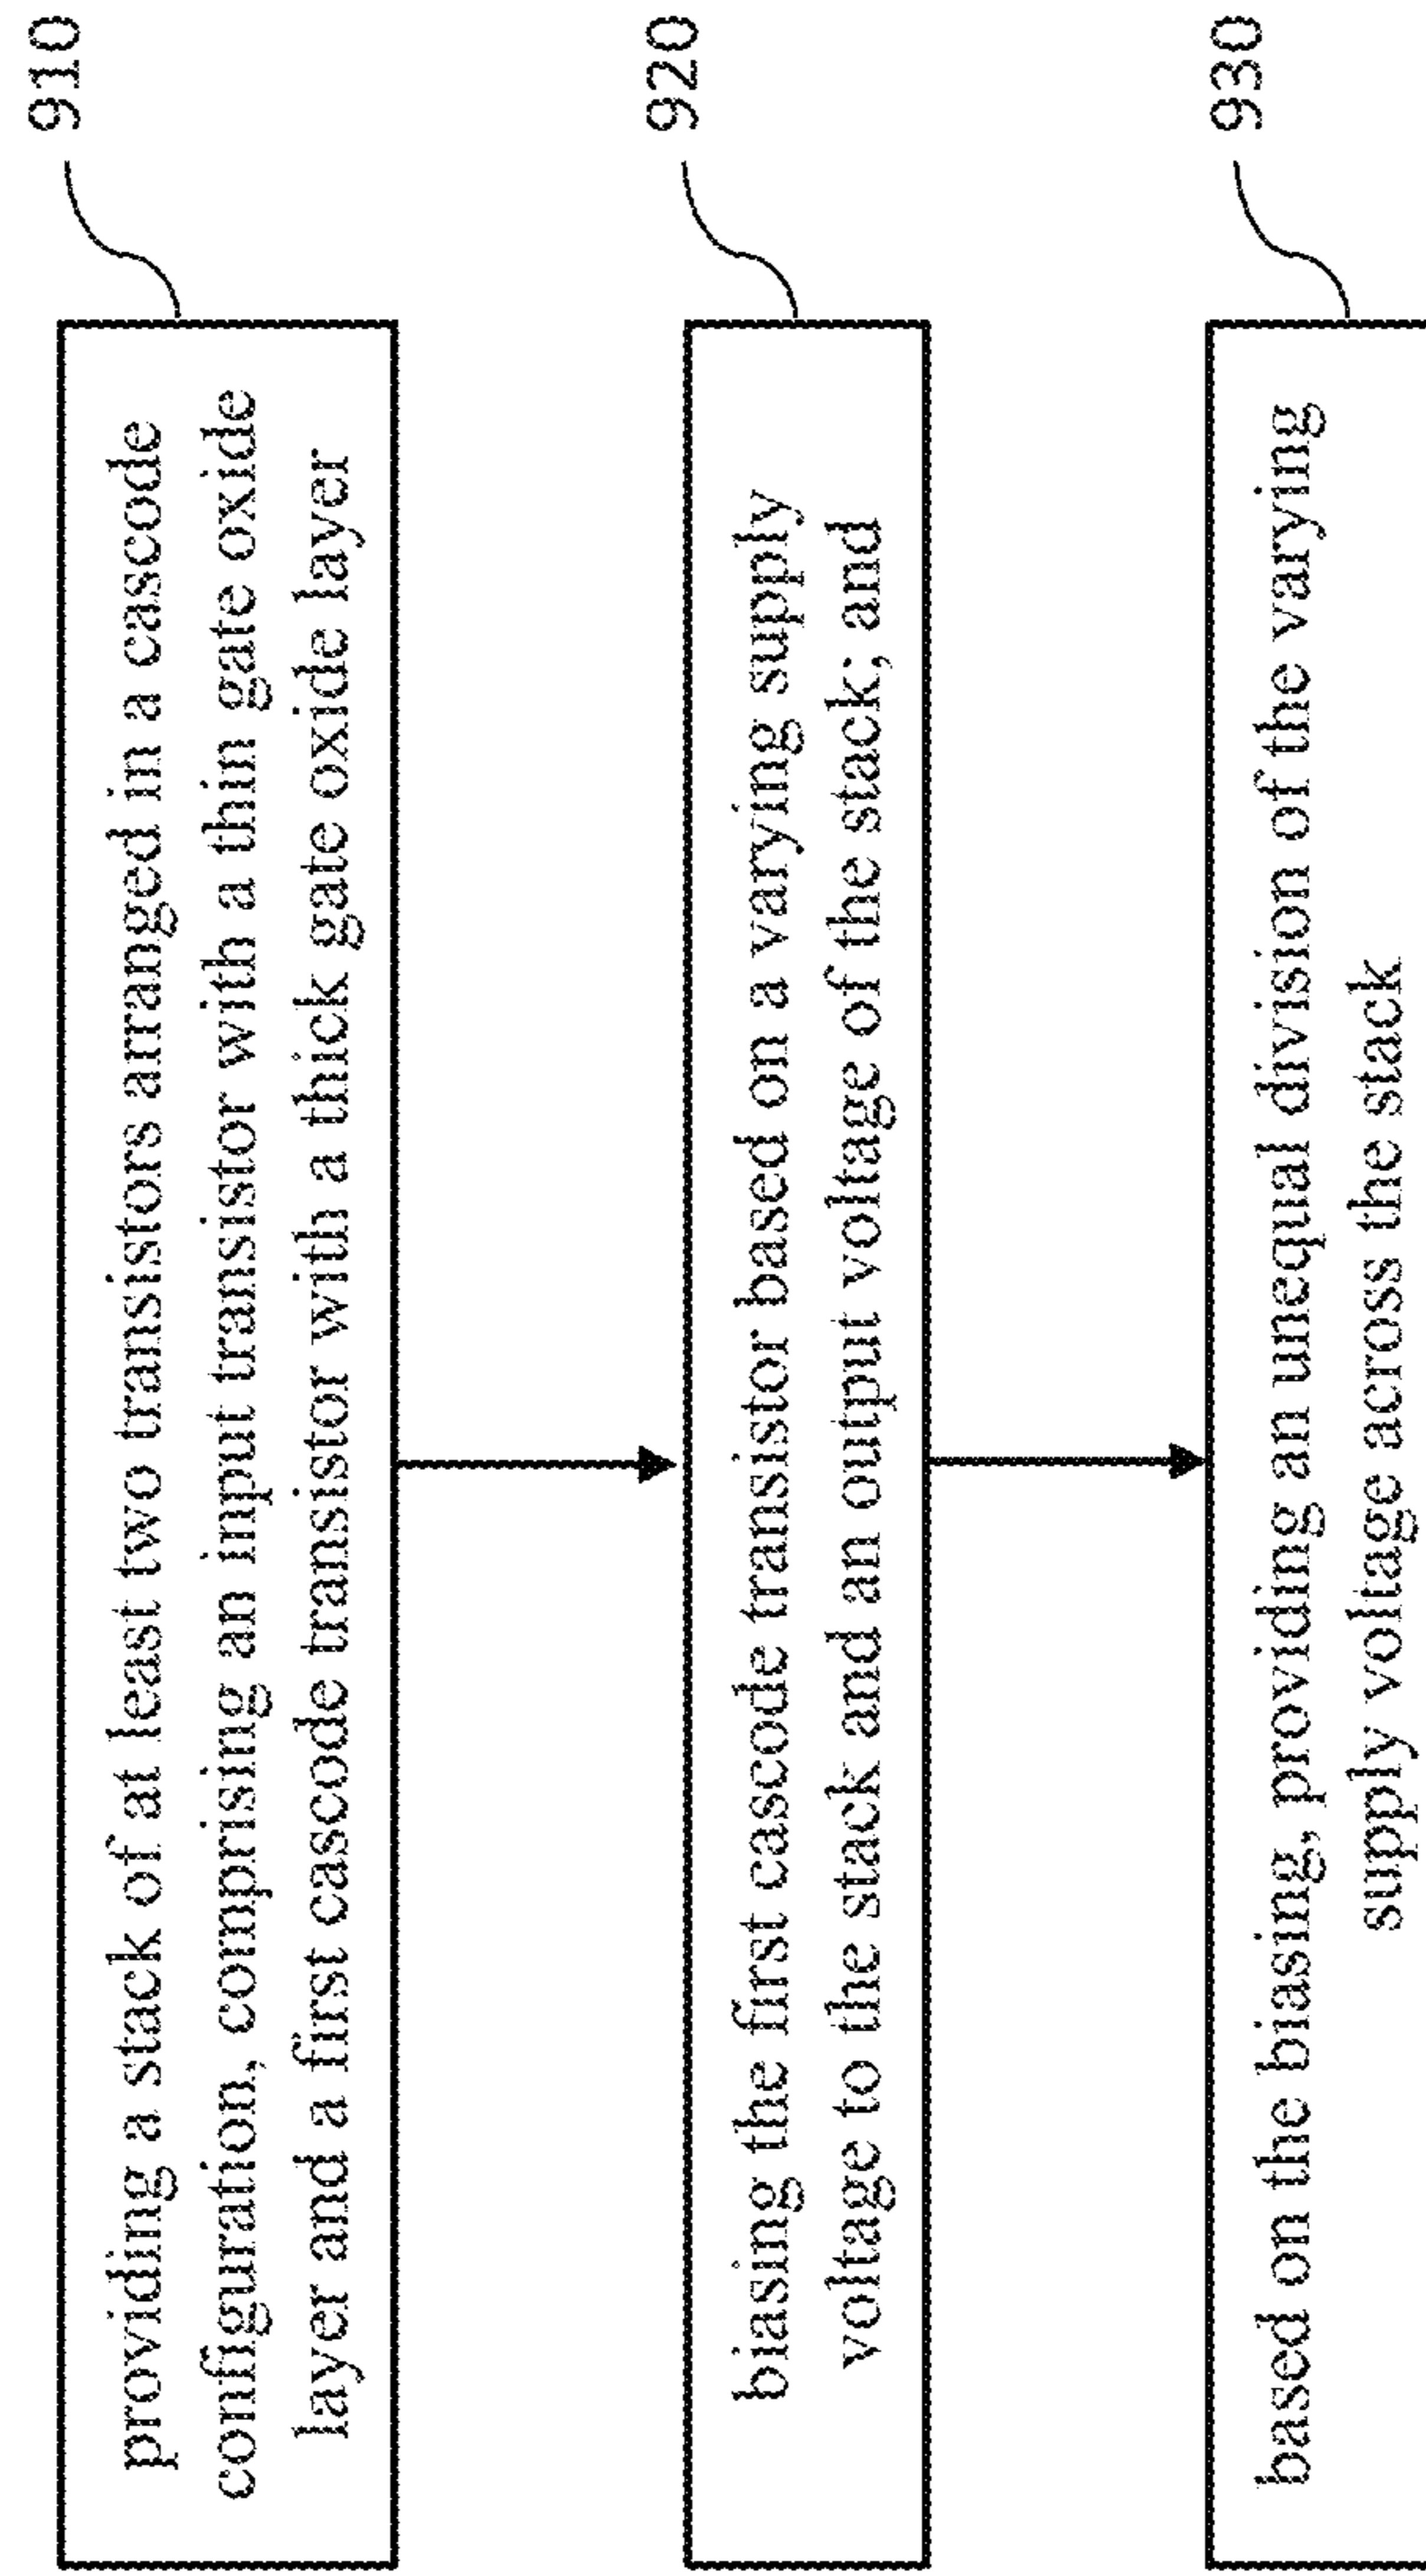 910
providing a stack of at least two transistors arranged in a cascode
configuration, comprising an input transistor with a thin gate oxide
layer and a first cascode transistor with a thick gate oxide layer
920
biasing the first cascode transistor based on a varying supply
voltage to the stack and an output voltage of the stack; and
930
based on the biasing, providing an unequal division of the varying
supply voltage across the stack